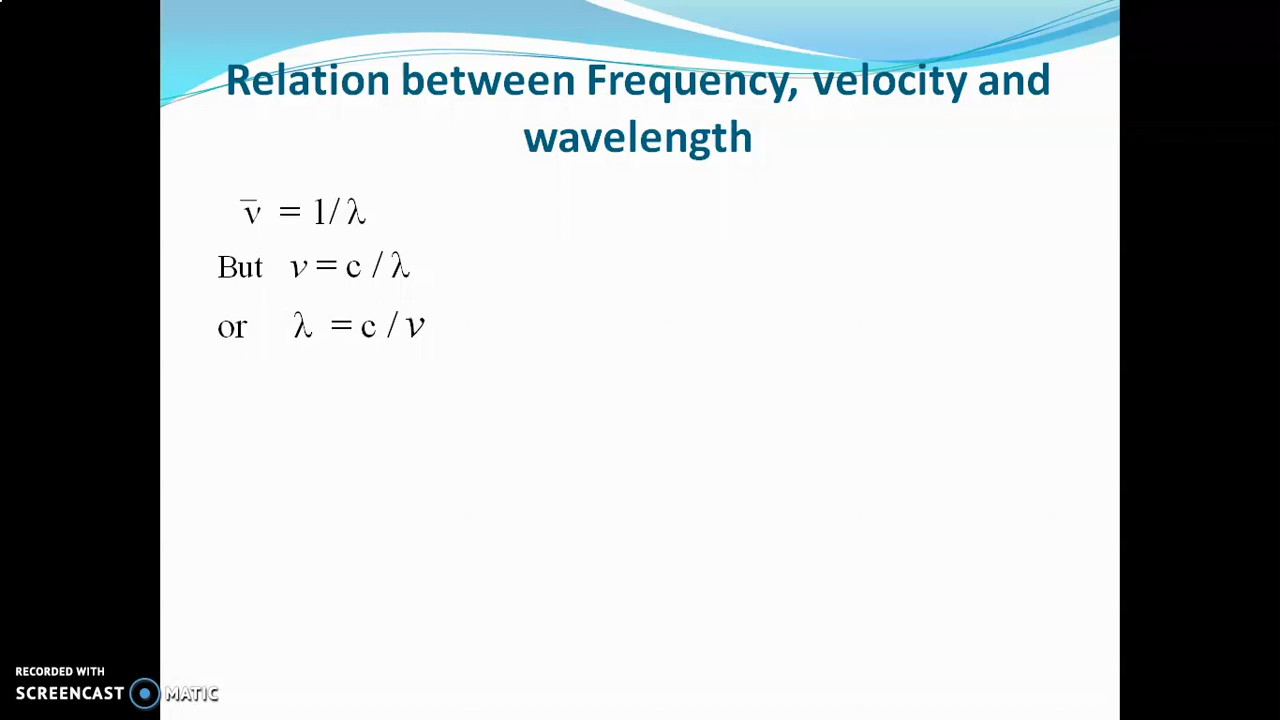 Relation between Frequency, velocity and
wavelength
ν̅ = 1/ λ
But ν = c / λ
or λ = c / ν
RECORDED WITH
SCREENCAST MATIC